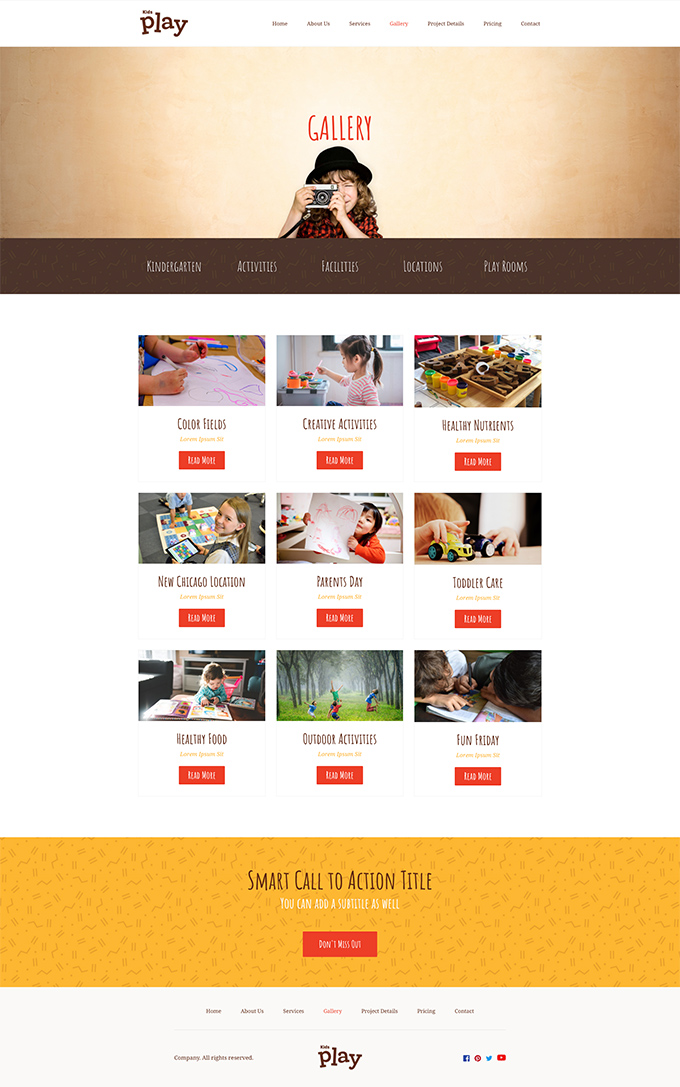 Kids
play
Home About Us Services Gallery Project Details Pricing Contact
GALLERY
Kindergarten Activities Facilities Locations Play Rooms
Color Fields Creative Activities Healthy Nutrients
Lorem Ipsum Sit Lorem Ipsum Sit Lorem Ipsum Sit
Read More Read More Read More
New Chicago Location Parents Day Toddler Care
Lorem Ipsum Sit Lorem Ipsum Sit Lorem Ipsum Sit
Read More Read More Read More
Healthy Food Outdoor Activities Fun Friday
Lorem Ipsum Sit Lorem Ipsum Sit Lorem Ipsum Sit
Read More Read More Read More
Smart Call to Action Title
You can add a subtitle as well
Don't Miss Out
Home About Us Services Gallery Project Details Pricing Contact
Company. All rights reserved.
Kids
play